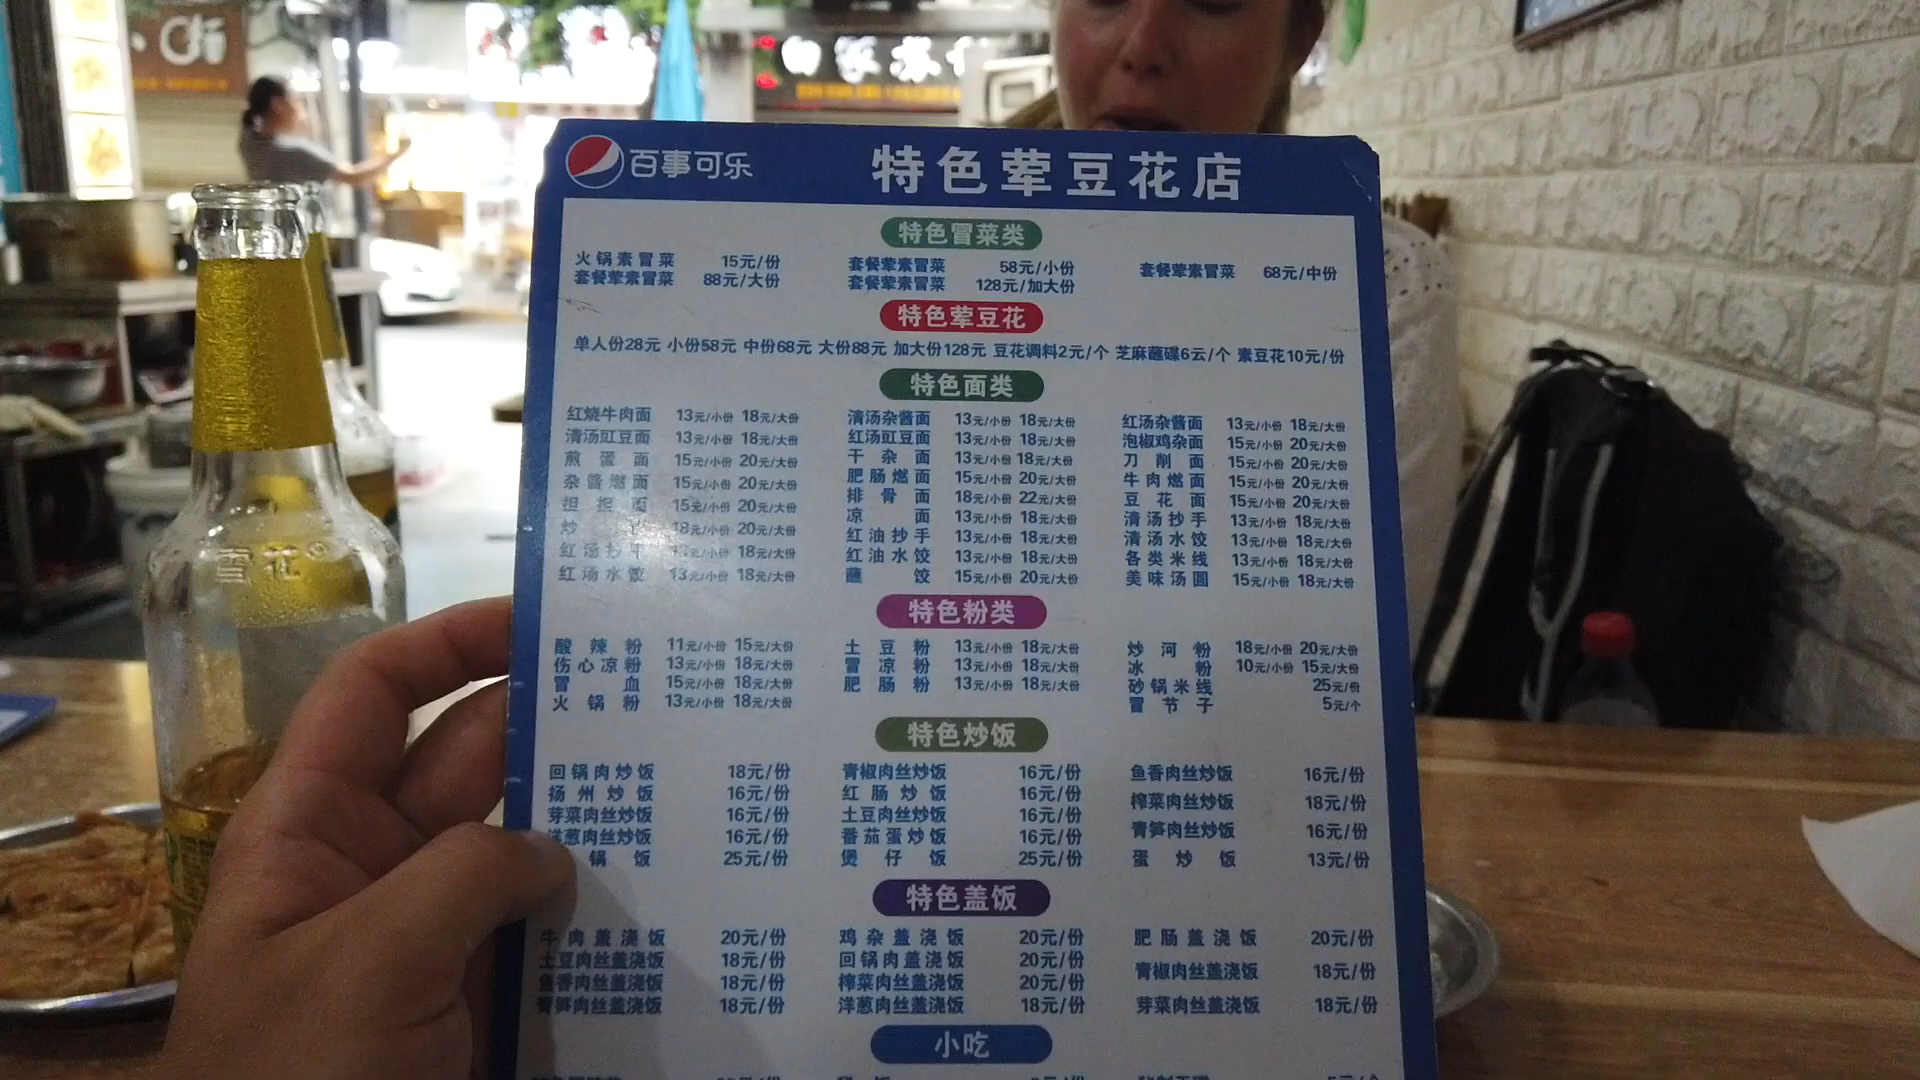 百事可乐 特色荤豆花店
特色冒菜类
火锅素冒菜 15元/份 套餐荤素冒菜 58元/小份 套餐荤素冒菜 68元/中份
套餐荤素冒菜 88元/大份 套餐荤素冒菜 128元/加大份
特色荤豆花
单人份28元 小份58元 中份68元 大份88元 加大份128元 豆花调料2元/个 芝麻蘸碟6云/个 素豆花10元/份
特色面类
红烧牛肉面 13元/小份 18元/大份 清汤杂酱面 13元/小份 18元/大份 红汤杂酱面 13元/小份 18元/大份
清汤豇豆面 13元/小份 18元/大份 红汤豇豆面 13元/小份 18元/大份 泡椒鸡杂面 15元/小份 20元/大份
煎蛋面 15元/小份 20元/大份 干杂面 13元/小份 18元/大份 刀削面 15元/小份 20元/大份
杂酱燃面 15元/小份 20元/大份 肥肠燃面 15元/小份 20元/大份 牛肉燃面 15元/小份 20元/大份
担担面 15元/小份 20元/大份 排骨面 18元/小份 22元/大份 豆花面 15元/小份 20元/大份
炒 18元/小份 20元/大份 凉面 13元/小份 18元/大份 清汤抄手 13元/小份 18元/大份
红汤抄手 13元/小份 18元/大份 红油抄手 13元/小份 18元/大份 清汤水饺 13元/小份 18元/大份
红汤水饺 13元/小份 18元/大份 红油水饺 13元/小份 18元/大份 各类米线 13元/小份 18元/大份
蘸饺 15元/小份 20元/大份 美味汤圆 15元/小份 18元/大份
特色粉类
酸辣粉 11元/小份 15元/大份 土豆粉 13元/小份 18元/大份 炒河粉 18元/小份 20元/大份
伤心凉粉 13元/小份 18元/大份 冒凉粉 13元/小份 18元/大份 冰粉 10元/小份 15元/大份
冒血 15元/小份 18元/大份 肥肠粉 13元/小份 18元/大份 砂锅米线 25元/份
火锅粉 13元/小份 18元/大份 冒节子 5元/个
特色炒饭
回锅肉炒饭 18元/份 青椒肉丝炒饭 16元/份 鱼香肉丝炒饭 16元/份
扬州炒饭 16元/份 红肠炒饭 16元/份 榨菜肉丝炒饭 18元/份
芽菜肉丝炒饭 16元/份 土豆肉丝炒饭 16元/份 青笋肉丝炒饭 16元/份
洋葱肉丝炒饭 16元/份 番茄蛋炒饭 16元/份 蛋炒饭 13元/份
锅饭 25元/份 煲仔饭 25元/份
特色盖饭
牛肉盖浇饭 20元/份 鸡杂盖浇饭 20元/份 肥肠盖浇饭 20元/份
土豆肉丝盖浇饭 18元/份 回锅肉盖浇饭 20元/份 青椒肉丝盖浇饭 18元/份
鱼香肉丝盖浇饭 18元/份 榨菜肉丝盖浇饭 20元/份 芽菜肉丝盖浇饭 18元/份
青笋肉丝盖浇饭 18元/份 洋葱肉丝盖浇饭 18元/份
小吃
雪花